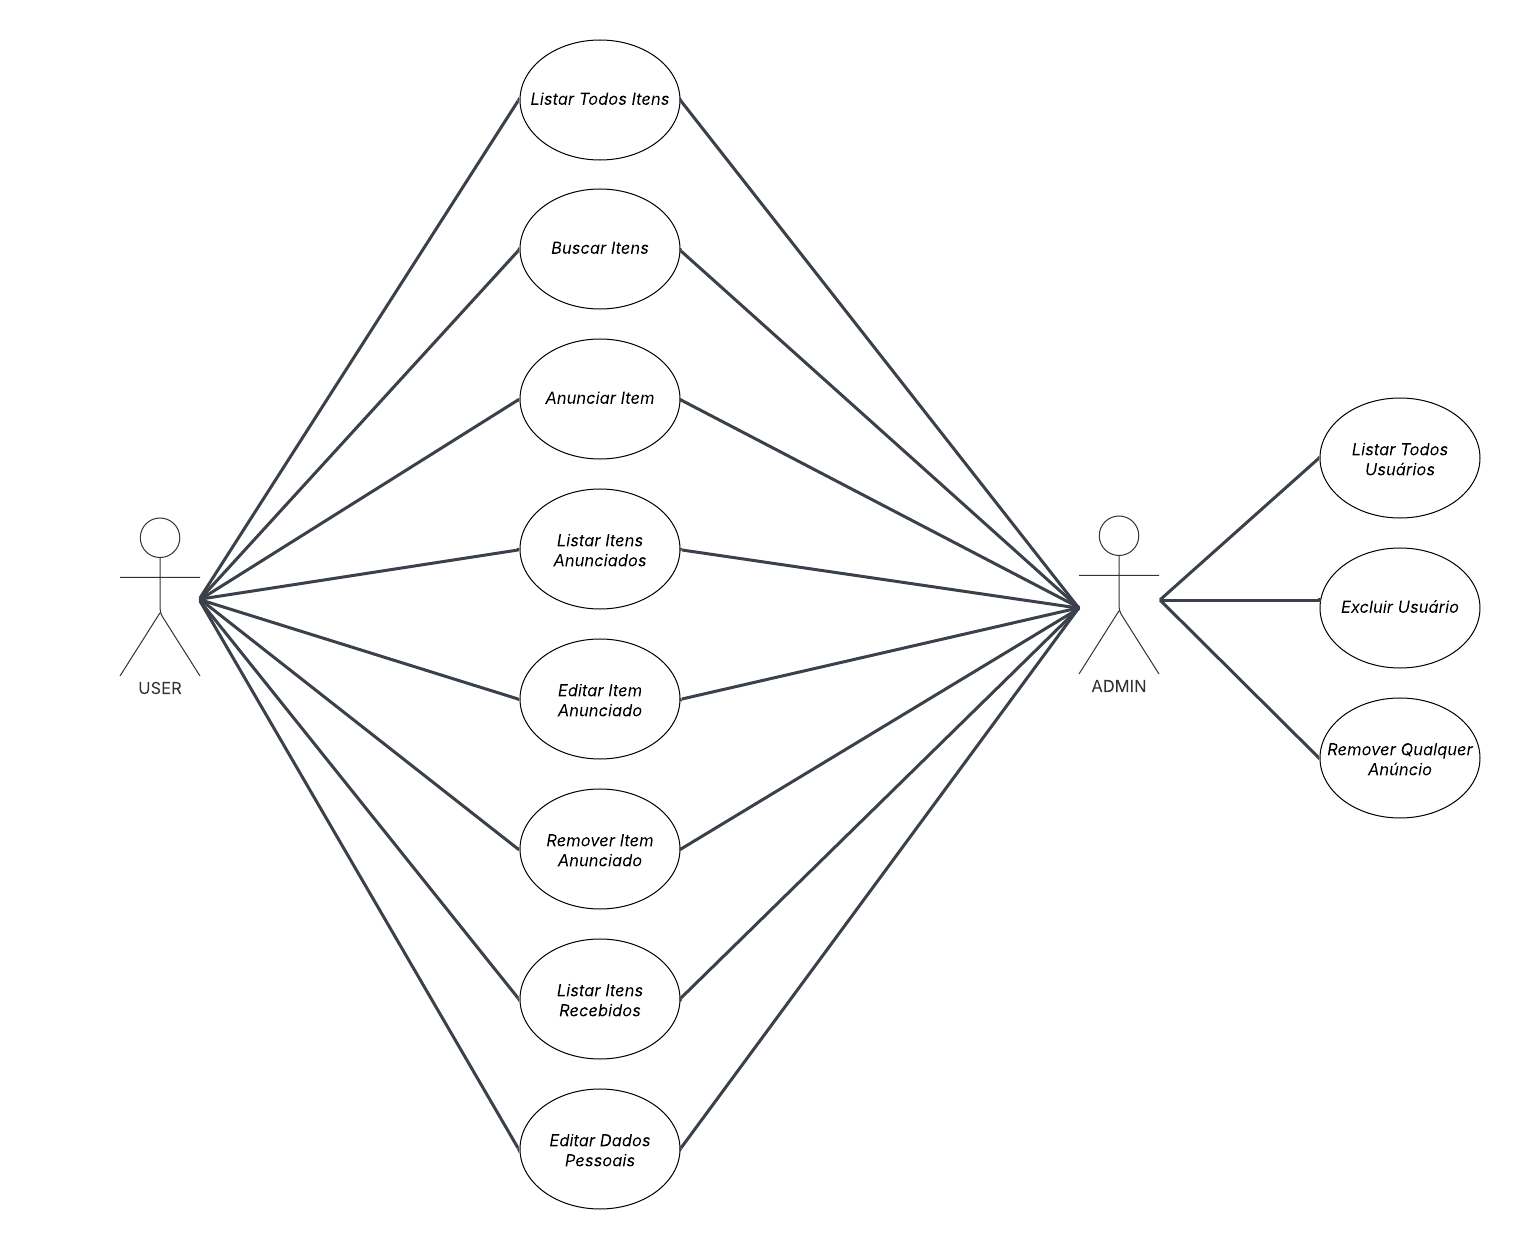 Listar Todos Itens
Buscar Itens
Anunciar Item
Listar Itens
Anunciados
Editar Item
Anunciado
Remover Item
Anunciado
Listar Itens
Recebidos
Editar Dados
Pessoais
USER
ADMIN
Listar Todos
Usuários
Excluir Usuário
Remover Qualquer
Anúncio